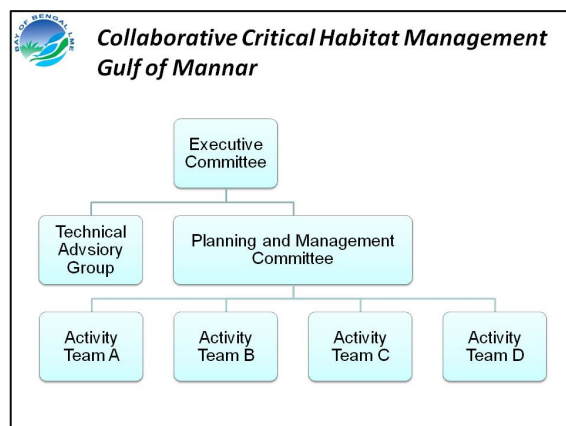 BAY OF BENGAL LME
Collaborative Critical Habitat Management
Gulf of Mannar
Executive
Committee
Technical
Advsiory
Group
Planning and Management
Committee
Activity
Team A
Activity
Team B
Activity
Team C
Activity
Team D